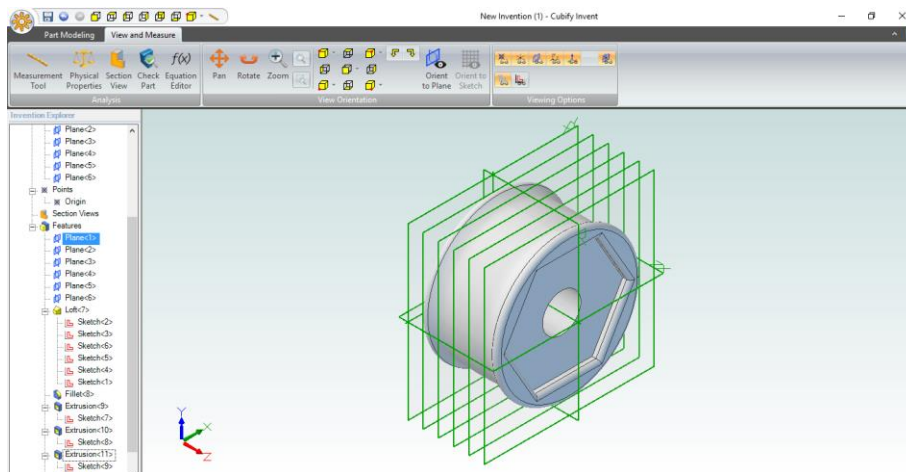 New Invention (1) - Cubify Invent
Part Modeling View and Measure
Measurement Tool
Physical Properties
Section View
Check Part
f(x)
Equation Editor
Pan
Rotate
Zoom
Orient to Plane
Orient to Sketch
Analysis
View Orientation
Viewing Options
Invention Explorer
Plane<2>
Plane<3>
Plane<4>
Plane<5>
Plane<6>
Points
Origin
Section Views
Features
Plane<1>
Plane<2>
Plane<3>
Plane<4>
Plane<5>
Plane<6>
Loft<7>
Sketch<2>
Sketch<3>
Sketch<6>
Sketch<5>
Sketch<4>
Sketch<1>
Fillet<8>
Extrusion<9>
Sketch<7>
Extrusion<10>
Sketch<8>
Extrusion<11>
Sketch<9>
Y
X
Z